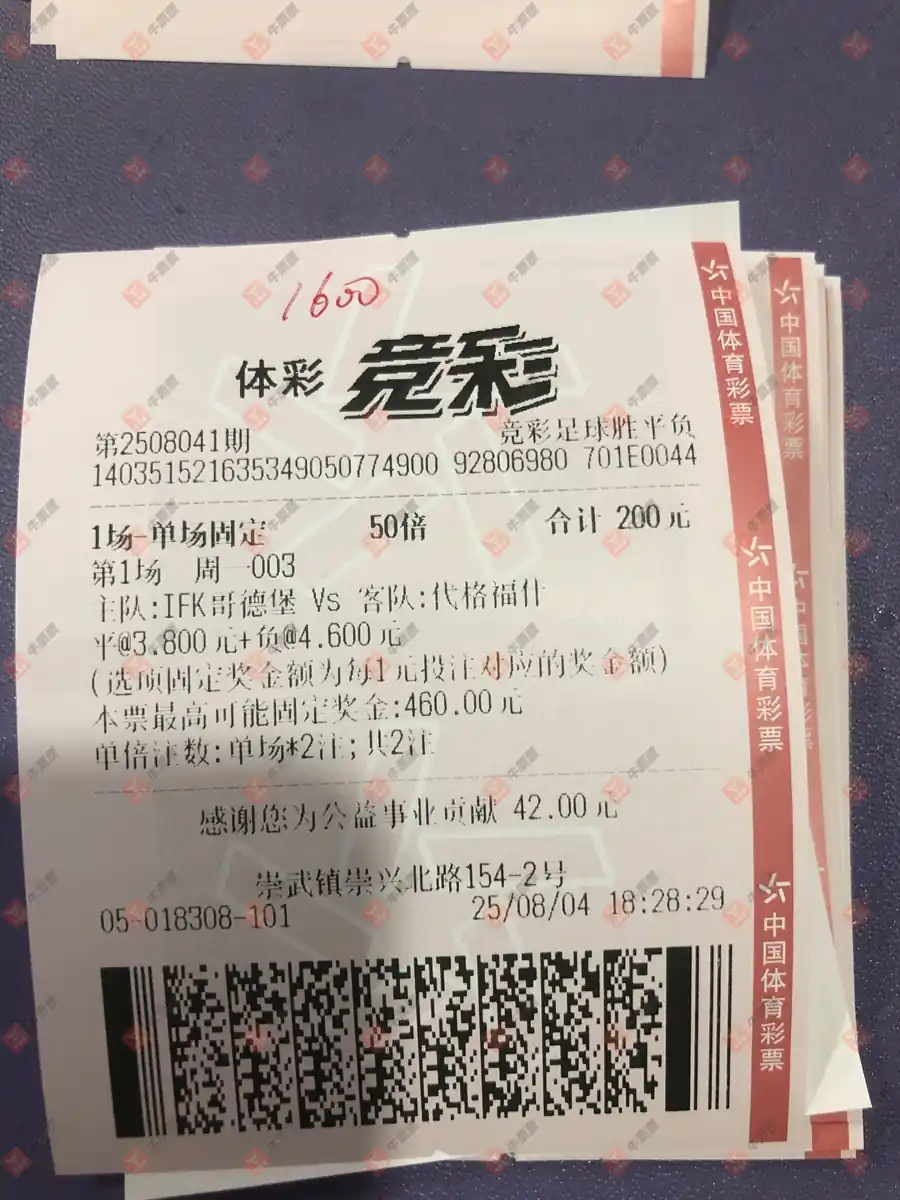 1600
体彩 竞彩
第2508041期 竞彩足球胜平负
140351521635349050774900 92806980 701E0044
1场-单场固定 50倍 合计 200元
第1场 周一003
主队:IFK哥德堡 Vs 客队:代格福什
平@3.800元+负@4.600元
(选项固定奖金额为每1元投注对应的奖金额)
本票最高可能固定奖金:460.00元
单倍注数:单场*2注;共2注
感谢您为公益事业贡献 42.00元
崇武镇崇兴北路154-2号
05-018308-101 25/08/04 18:28:29
中国体育彩票
中国体育彩票
中国体育彩票
中国体育彩票
牛票票